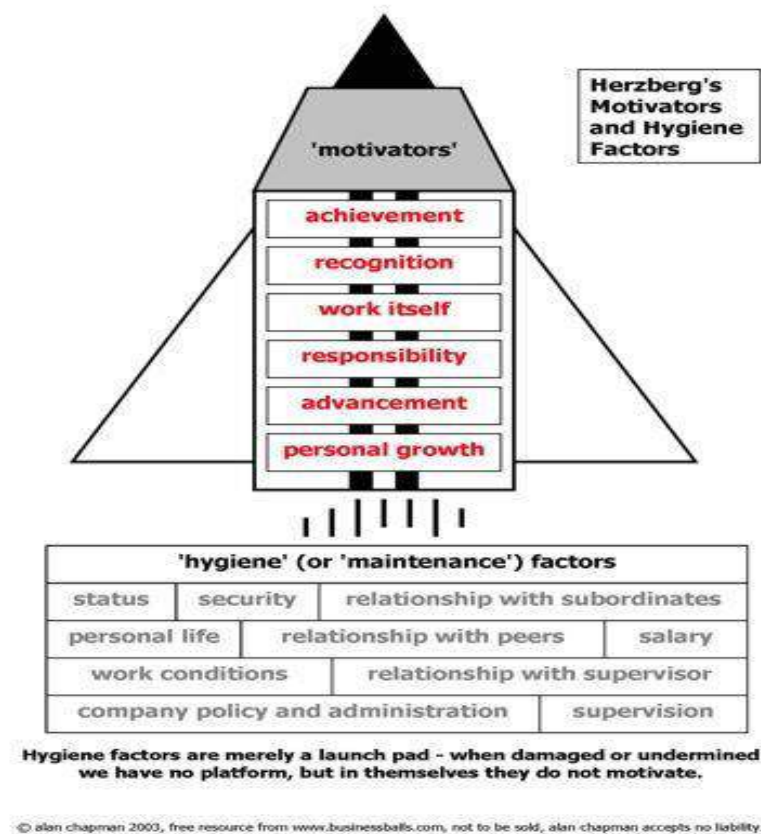 Herzberg's
Motivators
and Hygiene
Factors
'motivators'
achievement
recognition
work itself
responsibility
advancement
personal growth
'hygiene' (or 'maintenance') factors
status security relationship with subordinates
personal life relationship with peers salary
work conditions relationship with supervisor
company policy and administration supervision
Hygiene factors are merely a launch pad - when damaged or undermined
we have no platform, but in themselves they do not motivate.
© alan chapman 2003, free resource from www.businessballs.com, not to be sold, alan chapman accepts no liability